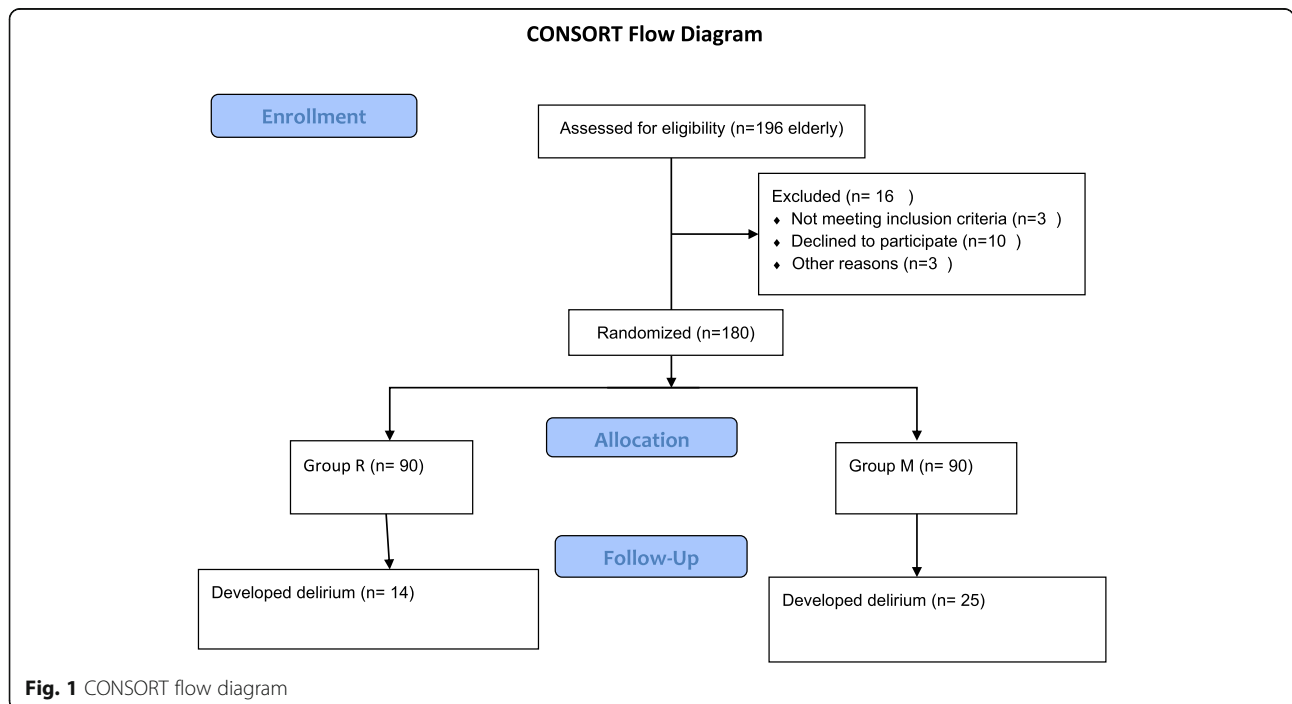 CONSORT Flow Diagram
Enrollment
Assessed for eligibility (n=196 elderly)
Excluded (n= 16 )
♦ Not meeting inclusion criteria (n=3 )
♦ Declined to participate (n=10 )
♦ Other reasons (n=3 )
Randomized (n=180)
Allocation
Group R (n= 90)
Group M (n= 90)
Follow-Up
Developed delirium (n= 14)
Developed delirium (n= 25)
Fig. 1 CONSORT flow diagram